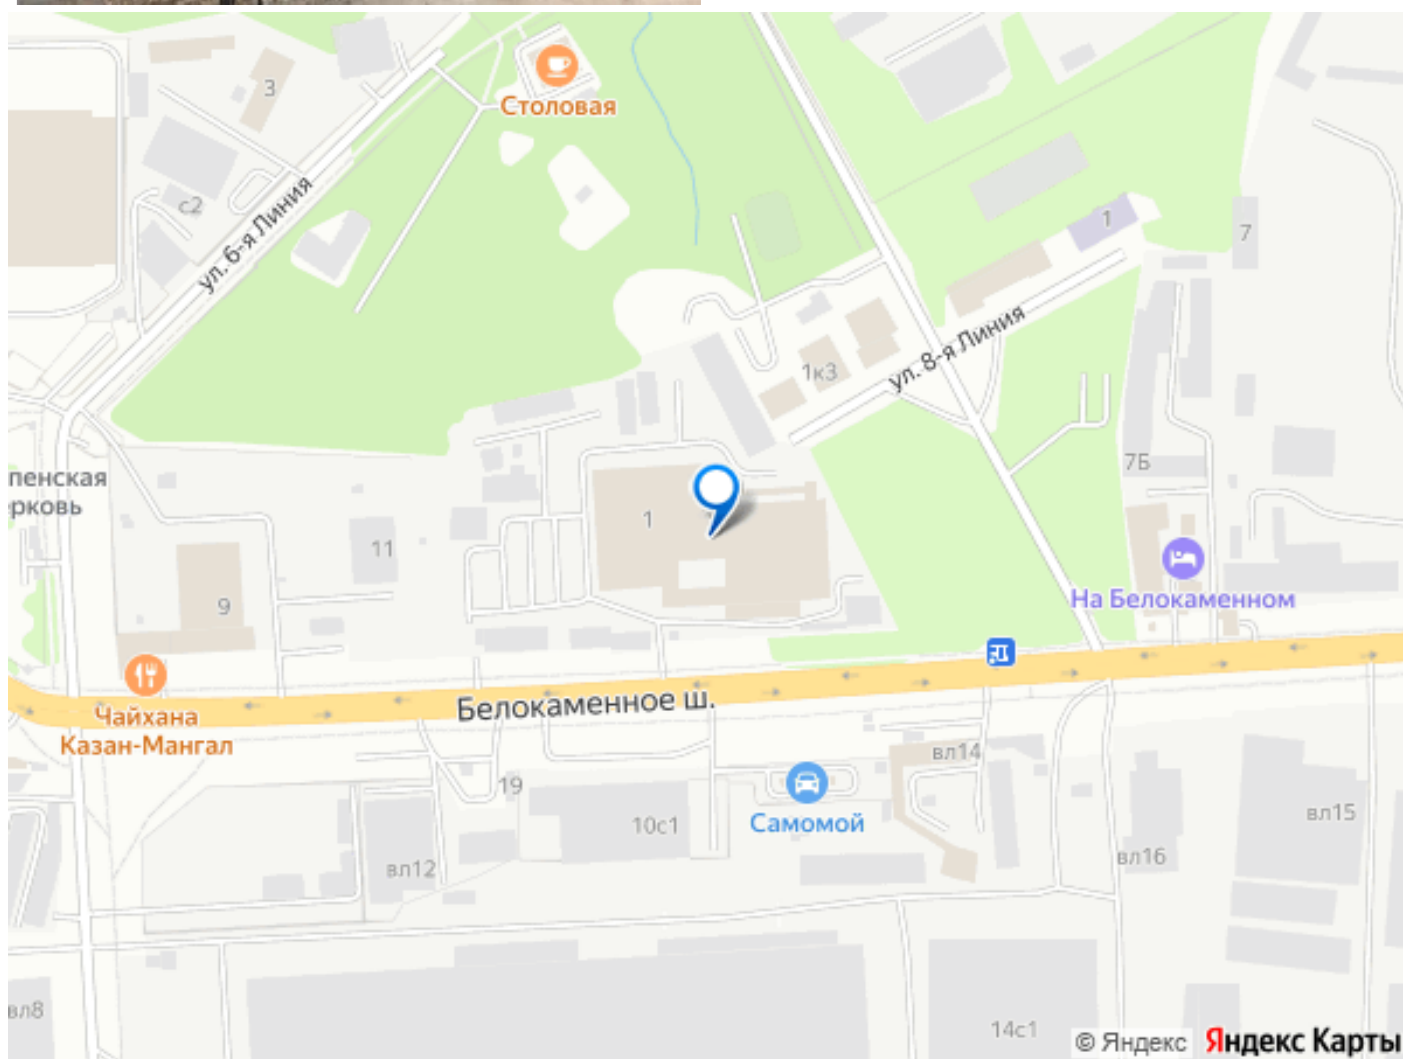 3
Столовая
с2
ул. 6-я Линия
1
7
ул. 8-я Линия
1к3
7Б
пенская
ерковь
1
11
9
На Белокаменном
Чайхана
Казан-Мангал
Белокаменное ш.
вл14
19
10с1
Самомой
вл12
вл15
вл16
вл8
14с1
© Яндекс Яндекс Карты